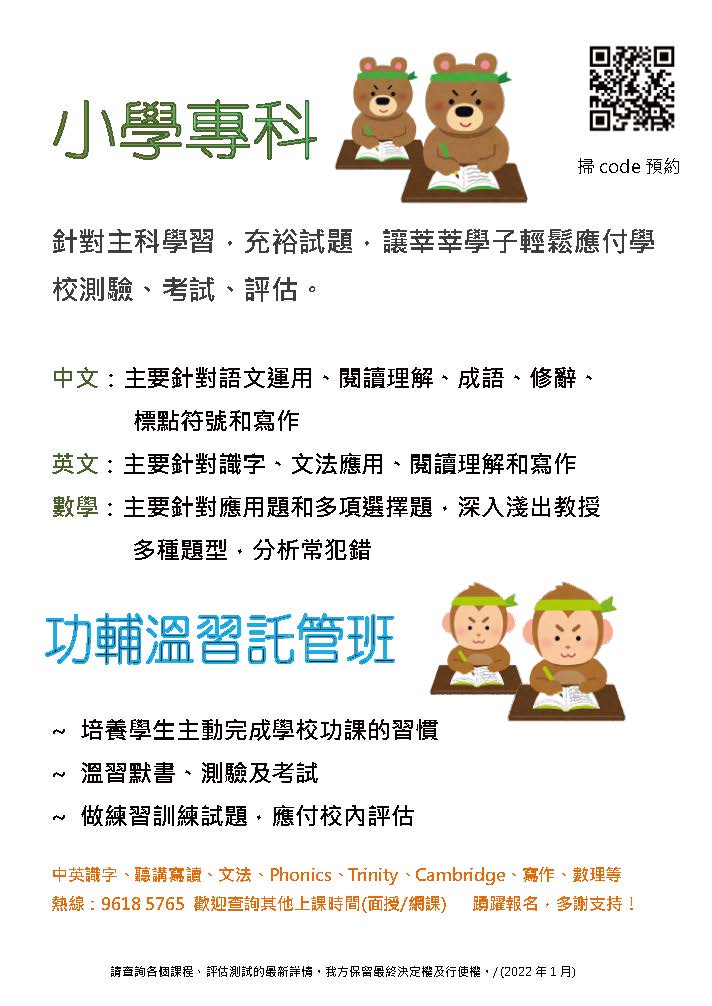 小學專科
掃 code 預約
針對主科學習，充裕試題，讓莘莘學子輕鬆應付學
校測驗、考試、評估。
中文：主要針對語文運用、閱讀理解、成語、修辭、
標點符號和寫作
英文：主要針對識字、文法應用、閱讀理解和寫作
數學：主要針對應用題和多項選擇題，深入淺出教授
多種題型，分析常犯錯
功輔溫習託管班
~ 培養學生主動完成學校功課的習慣
~ 溫習默書、測驗及考試
~ 做練習訓練試題，應付校內評估
中英識字、聽講寫讀、文法、Phonics、Trinity、Cambridge、寫作、數理等
熱線：9618 5765 歡迎查詢其他上課時間(面授/網課) 踴躍報名，多謝支持！
請查詢各個課程、評估測試的最新詳情，我方保留最終決定權及行使權。/ (2022 年 1 月)